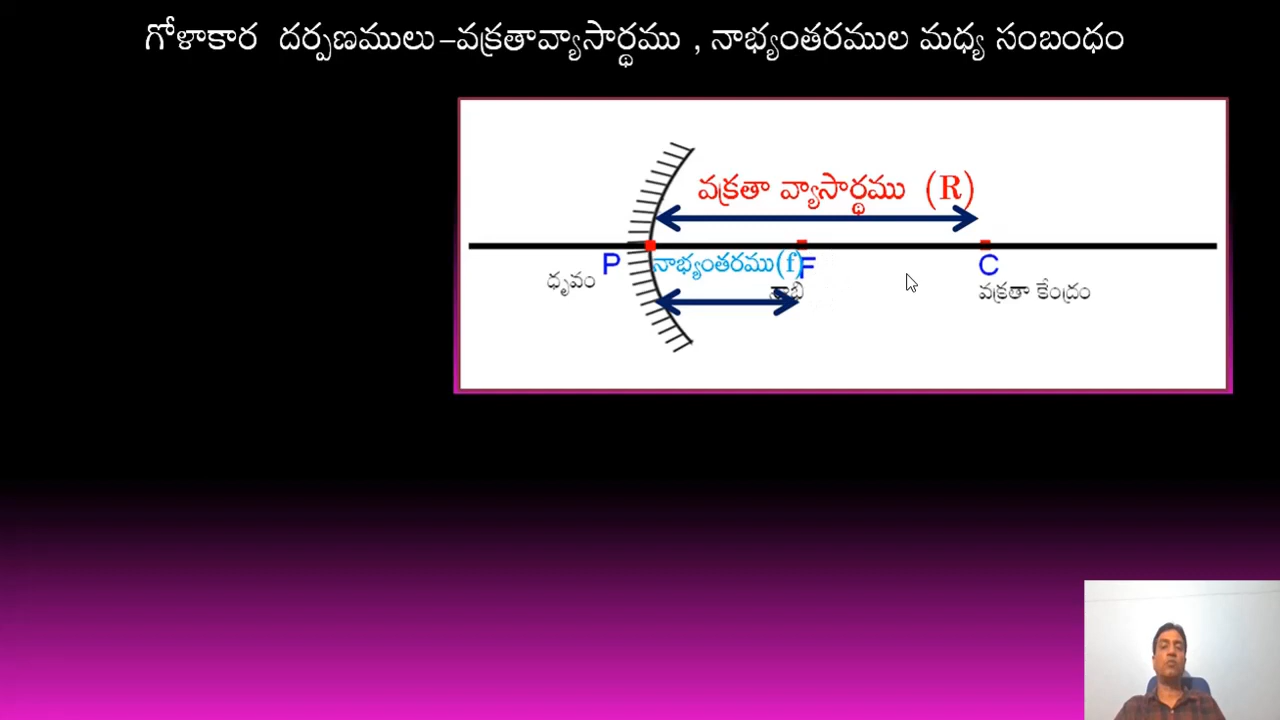 గోళాకార దర్పణములు-వక్రతావ్యాసార్థము , నాభ్యంతరముల మధ్య సంబంధం
వక్రతా వ్యాసార్థము (R)
P నాభ్యంతరము(f) F C
ధృవం నాభి వక్రతా కేంద్రం